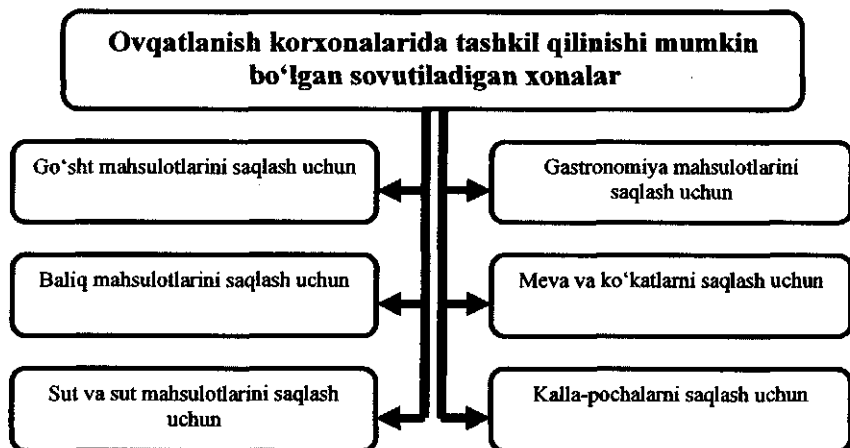 Ovqatlanish korxonalarida tashkil qilinishi mumkin
bo‘lgan sovutiladigan xonalar
Go‘sht mahsulotlarini saqlash uchun
Gastronomiya mahsulotlarini
saqlash uchun
Baliq mahsulotlarini saqlash uchun
Meva va ko‘katlarni saqlash uchun
Sut va sut mahsulotlarini saqlash
uchun
Kalla-pochalarni saqlash uchun